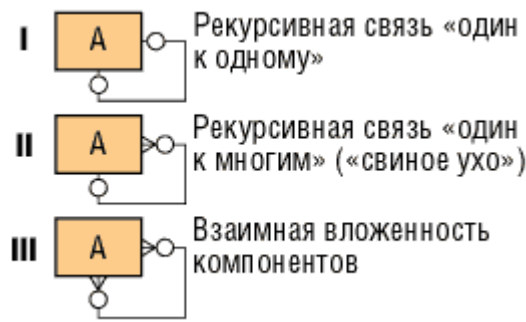 I A Рекурсивная связь «один
к одному»
II A Рекурсивная связь «один
к многим» («свиное ухо»)
III A Взаимная вложенность
компонентов